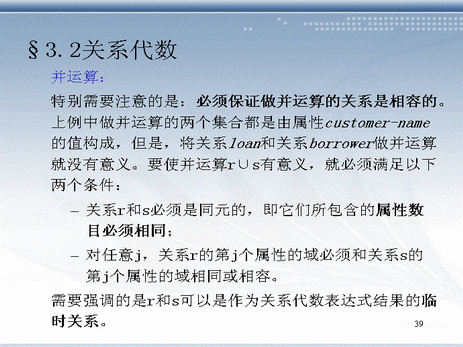 §3.2关系代数
并运算：
特别需要注意的是：必须保证做并运算的关系是相容的。
上例中做并运算的两个集合都是由属性customer-name
的值构成，但是，将关系loan和关系borrower做并运算
就没有意义。要使并运算r∪s有意义，就必须满足以下
两个条件：
– 关系r和s必须是同元的，即它们所包含的属性数
目必须相同；
– 对任意j，关系r的第j个属性的域必须和关系s的
第j个属性的域相同或相容。
需要强调的是r和s可以是作为关系代数表达式结果的临
时关系。
39